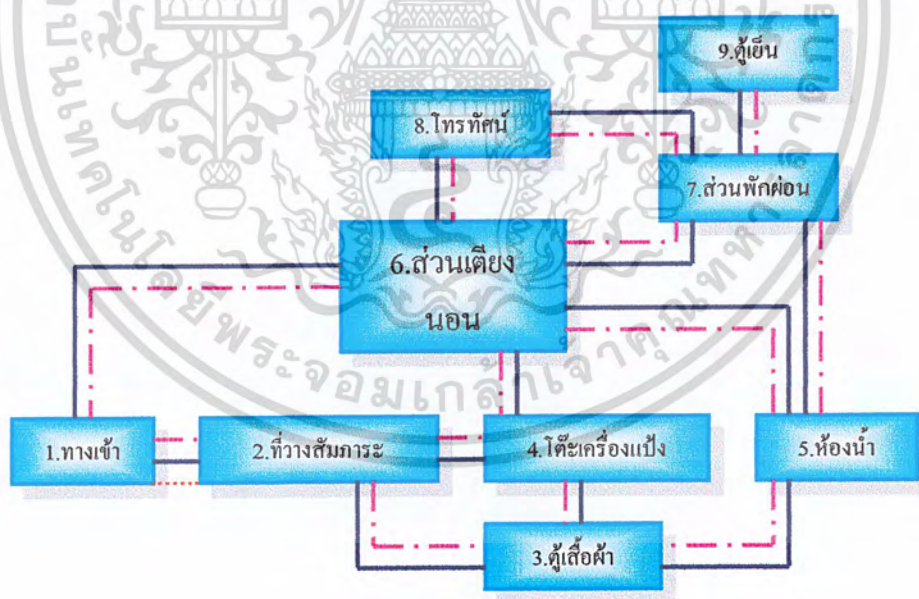 9.ตู้เย็น
8.โทรทัศน์
7.ส่วนพักผ่อน
6.ส่วนเตียง
นอน
1.ทางเข้า
2.ที่วางสัมภาระ
4.โต๊ะเครื่องแป้ง
5.ห้องน้ำ
3.ตู้เสื้อผ้า